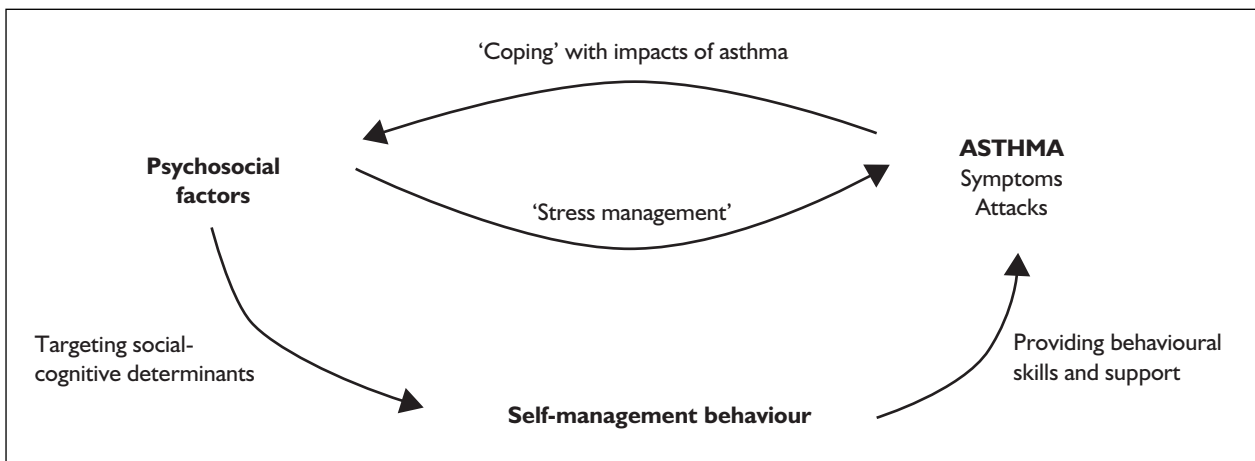 ‘Coping’ with impacts of asthma
Psychosocial
factors
ASTHMA
Symptoms
Attacks
‘Stress management’
Targeting social-
cognitive determinants
Providing behavioural
skills and support
Self-management behaviour